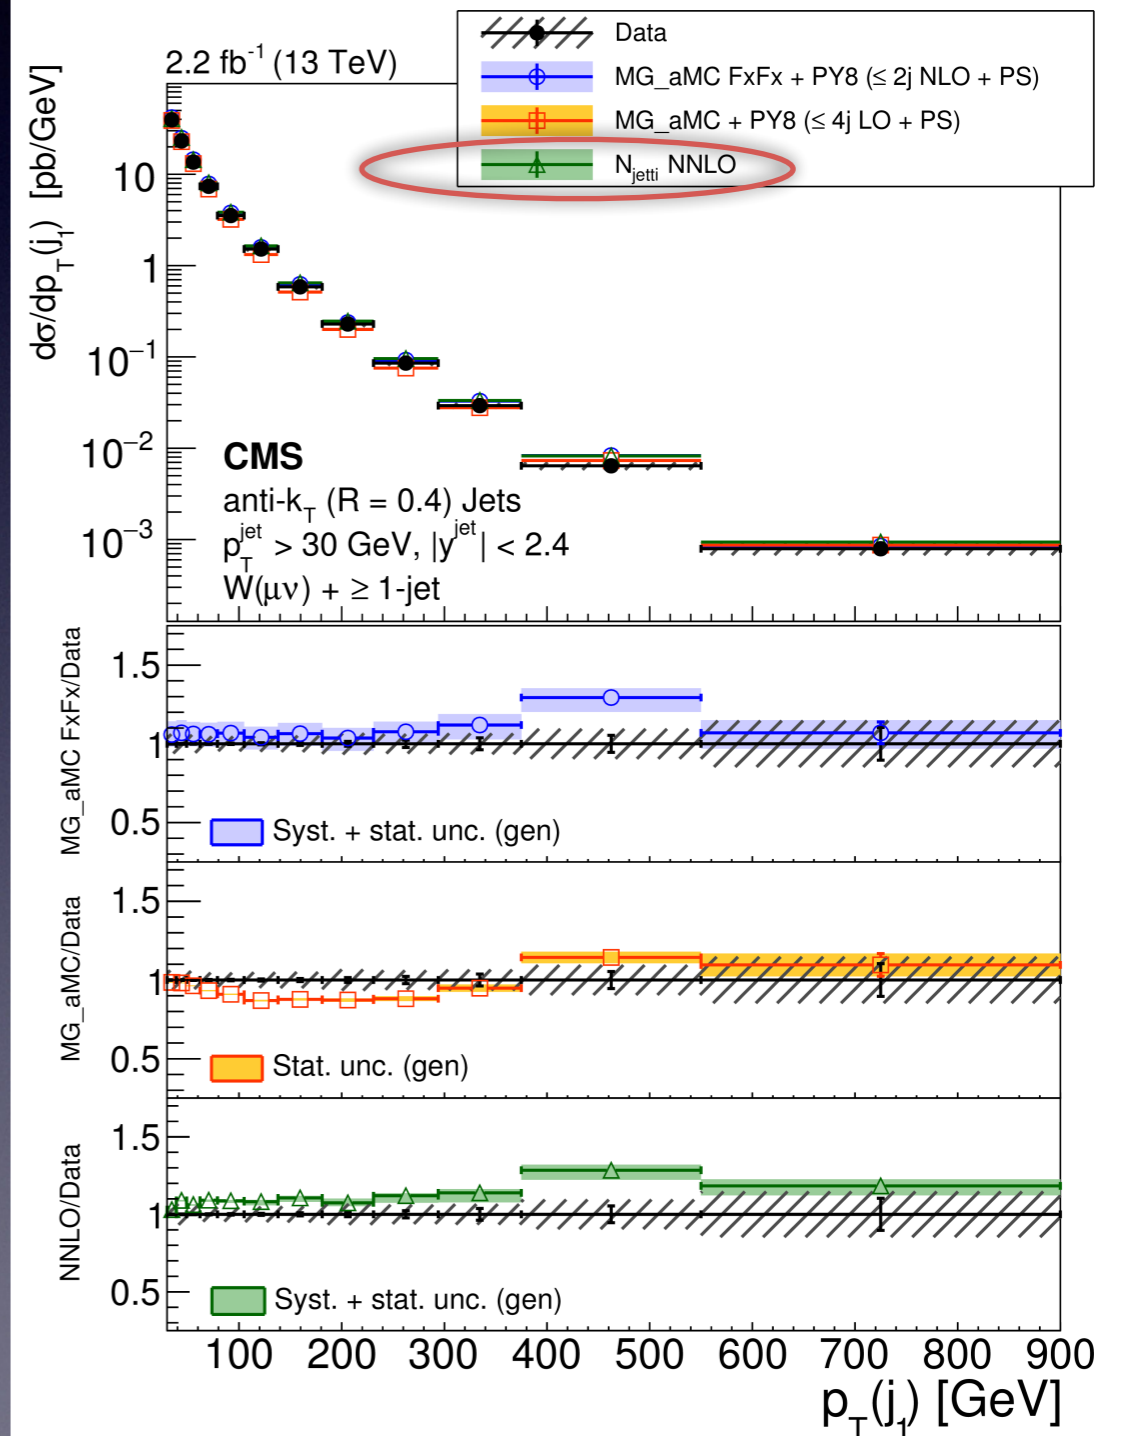 Data
2.2 fb⁻¹ (13 TeV)
MG_aMC FxFx + PY8 (≤ 2j NLO + PS)
MG_aMC + PY8 (≤ 4j LO + PS)
N_jetti NNLO
dσ/dp_T(j_1) [pb/GeV]
10
1
10⁻¹
10⁻²
10⁻³
CMS
anti-k_T (R = 0.4) Jets
p_T^jet > 30 GeV, |y^jet| < 2.4
W(μν) + ≥ 1-jet
MG_aMC FxFx/Data
1.5
1
0.5
Syst. + stat. unc. (gen)
MG_aMC/Data
1.5
1
0.5
Stat. unc. (gen)
NNLO/Data
1.5
1
0.5
Syst. + stat. unc. (gen)
100 200 300 400 500 600 700 800 900
p_T(j_1) [GeV]